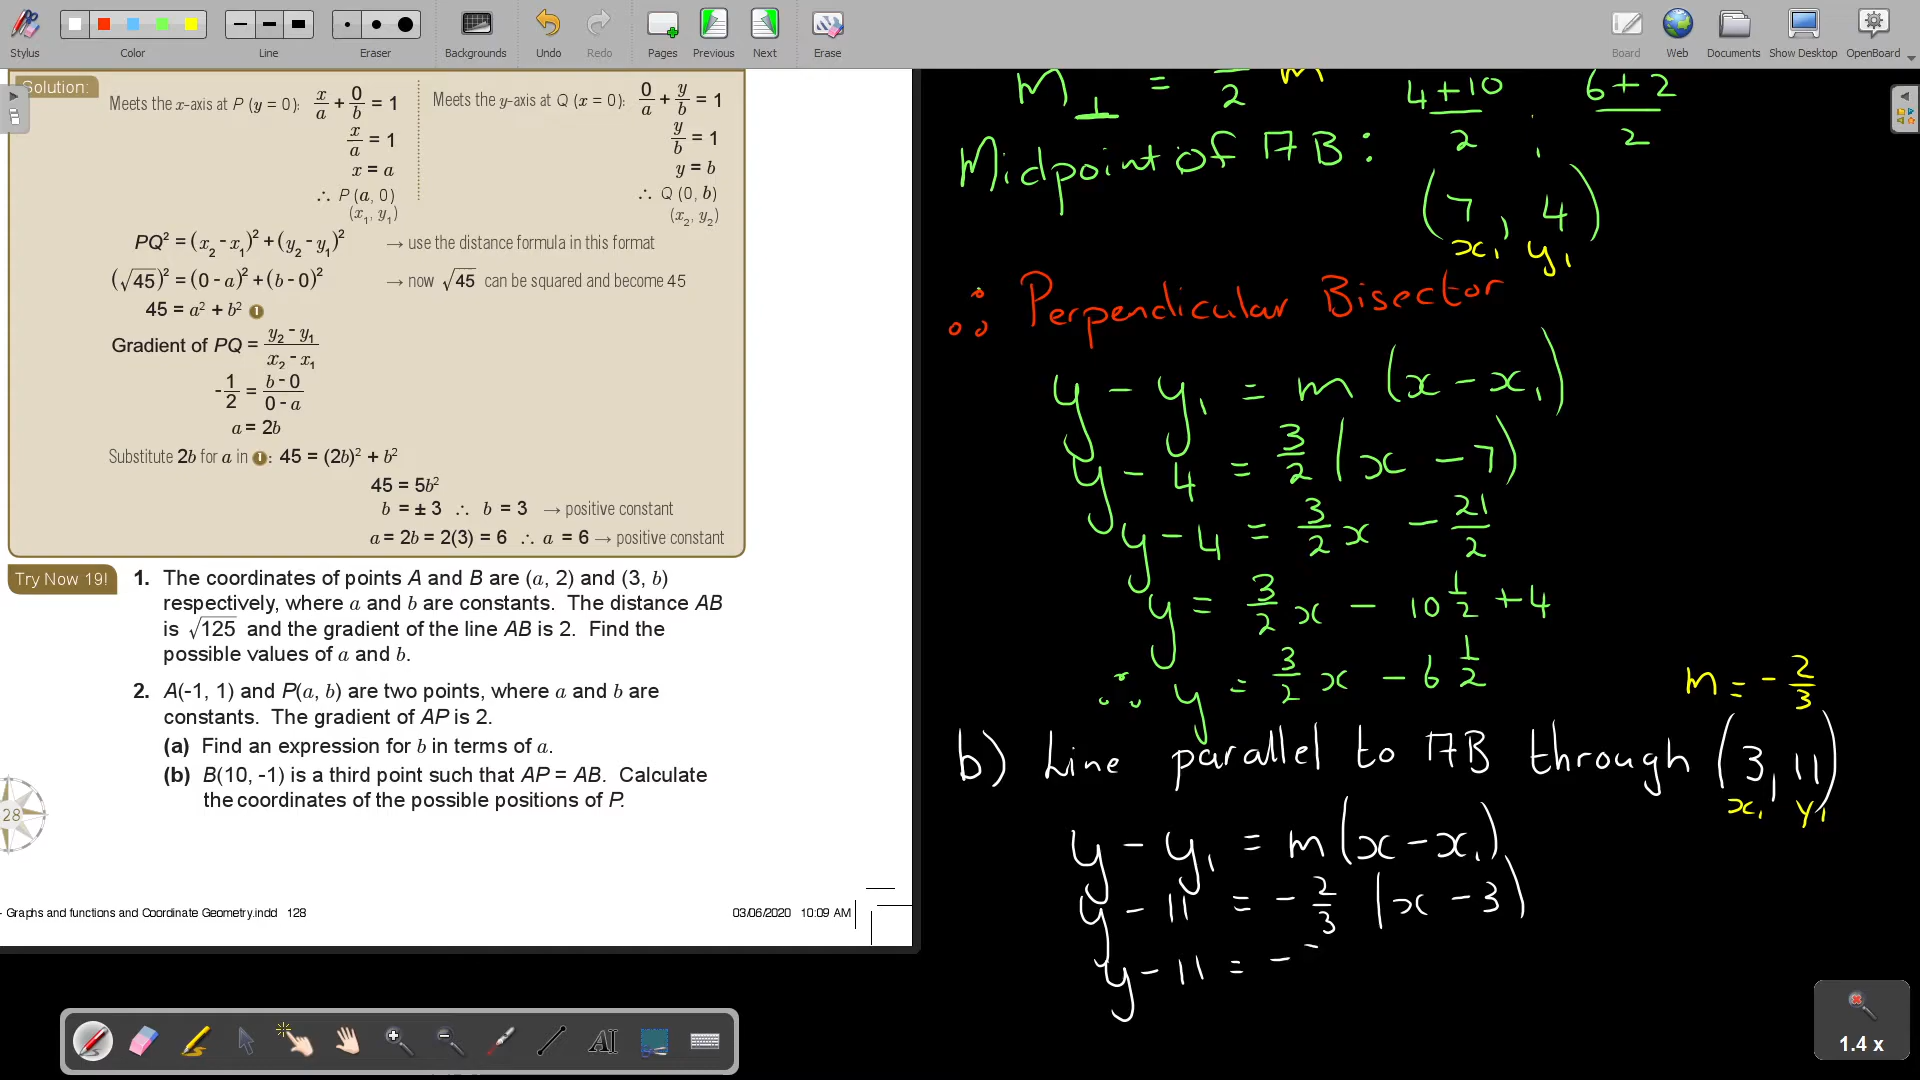 Stylus Color Line Eraser Backgrounds Undo Redo Pages Previous Next Erase Board Web Documents Show Desktop OpenBoard
Solution:
Meets the x-axis at P (y = 0): x/a + 0/b = 1
x/a = 1
x = a
∴ P (a, 0)
(x₁, y₁)
Meets the y-axis at Q (x = 0): 0/a + y/b = 1
y/b = 1
y = b
∴ Q (0, b)
(x₂, y₂)
PQ² = (x₂ - x₁)² + (y₂ - y₁)² → use the distance formula in this format
(√45)² = (0 - a)² + (b - 0)² → now √45 can be squared and become 45
45 = a² + b² 1
Gradient of PQ = (y₂ - y₁)/(x₂ - x₁)
-1/2 = (b - 0)/(0 - a)
a = 2b
Substitute 2b for a in 1: 45 = (2b)² + b²
45 = 5b²
b = ± 3 ∴ b = 3 → positive constant
a = 2b = 2(3) = 6 ∴ a = 6 → positive constant
Try Now 19!
1. The coordinates of points A and B are (a, 2) and (3, b)
respectively, where a and b are constants. The distance AB
is √125 and the gradient of the line AB is 2. Find the
possible values of a and b.
2. A(-1, 1) and P(a, b) are two points, where a and b are
constants. The gradient of AP is 2.
(a) Find an expression for b in terms of a.
(b) B(10, -1) is a third point such that AP = AB. Calculate
the coordinates of the possible positions of P.
28
- Graphs and functions and Coordinate Geometry.indd 128
03/06/2020 10:09 AM
m⊥ = /2 m
Midpoint of AB: (4+10)/2 ; (6+2)/2
(7, 4)
x₁ y₁
∴ Perpendicular Bisector
y - y₁ = m (x - x₁)
y - 4 = 3/2 (x - 7)
y - 4 = 3/2 x - 21/2
y = 3/2 x - 10 1/2 + 4
∴ y = 3/2 x - 6 1/2
m = - 2/3
b) Line parallel to AB through (3, 11)
x₁ y₁
y - y₁ = m(x - x₁)
y - 11 = - 2/3 (x - 3)
y - 11 = -
1.4 x